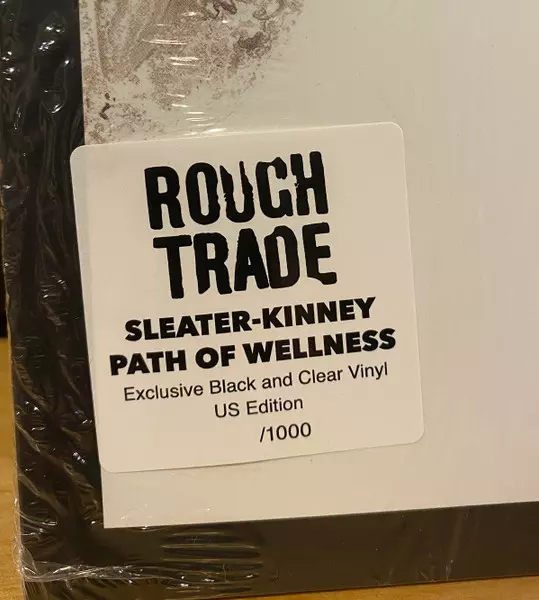 ROUGH
TRADE
SLEATER-KINNEY
PATH OF WELLNESS
Exclusive Black and Clear Vinyl
US Edition
/1000